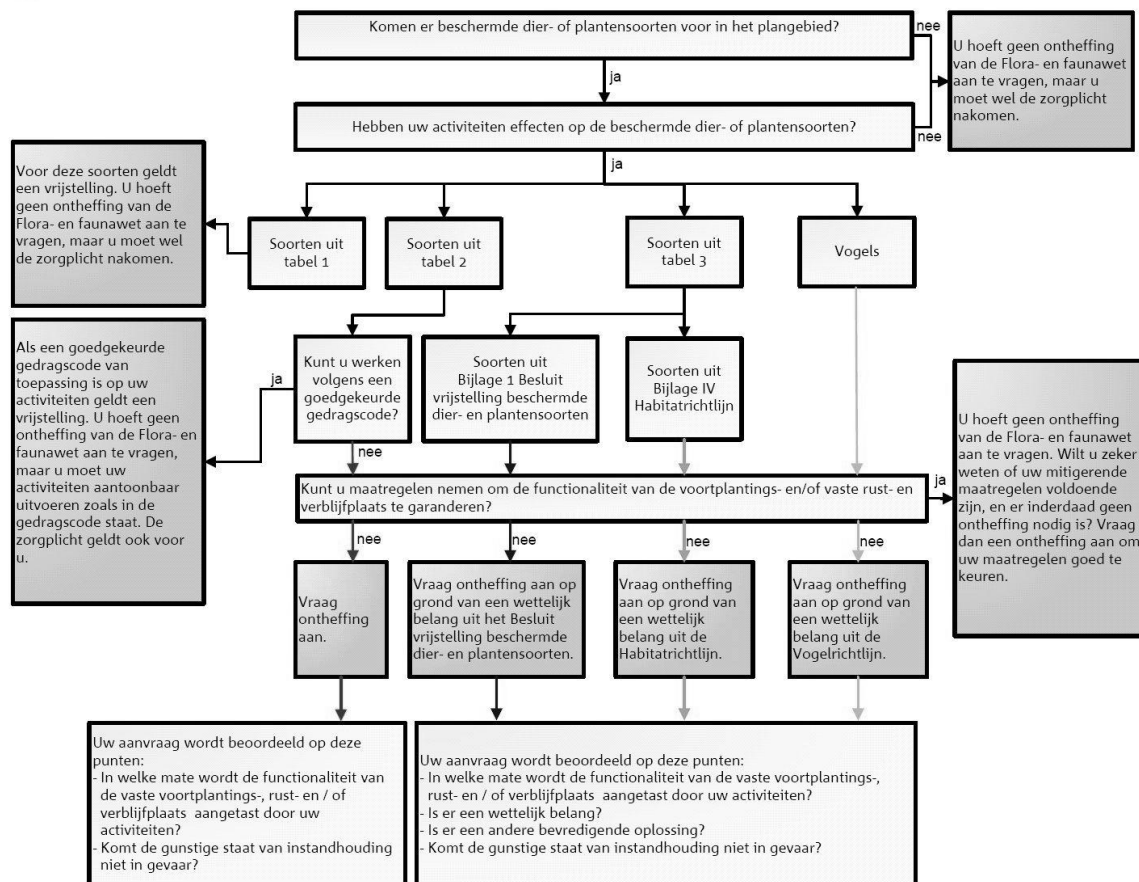 Komen er beschermde dier- of plantensoorten voor in het plangebied?
nee
U hoeft geen ontheffing
van de Flora- en faunawet
aan te vragen, maar u
moet wel de zorgplicht
nakomen.
ja
Hebben uw activiteiten effecten op de beschermde dier- of plantensoorten?
nee
ja
Voor deze soorten geldt
een vrijstelling. U hoeft
geen ontheffing van de
Flora- en faunawet aan te
vragen, maar u moet wel
de zorgplicht nakomen.
Soorten uit
tabel 1
Soorten uit
tabel 2
Soorten uit
tabel 3
Vogels
Als een goedgekeurde
gedragscode van
toepassing is op uw
activiteiten geldt een
vrijstelling. U hoeft geen
ontheffing van de Flora- en
faunawet aan te vragen,
maar u moet uw
activiteiten aantoonbaar
uitvoeren zoals in de
gedragscode staat. De
zorgplicht geldt ook voor
u.
ja
Kunt u werken
volgens een
goedgekeurde
gedragscode?
Soorten uit
Bijlage 1 Besluit
vrijstelling beschermde
dier- en plantensoorten
Soorten uit
Bijlage IV
Habitatrichtlijn
nee
Kunt u maatregelen nemen om de functionaliteit van de voortplantings- en/of vaste rust- en
verblijfplaats te garanderen?
ja
U hoeft geen ontheffing
van de Flora- en faunawet
aan te vragen. Wilt u zeker
weten of uw mitigerende
maatregelen voldoende
zijn, en er inderdaad geen
ontheffing nodig is? Vraag
dan een ontheffing aan om
uw maatregelen goed te
keuren.
nee
nee
nee
nee
Vraag
ontheffing
aan.
Vraag ontheffing aan op
grond van een wettelijk
belang uit het Besluit
vrijstelling beschermde
dier- en plantensoorten.
Vraag ontheffing
aan op grond van
een wettelijk
belang uit de
Habitatrichtlijn.
Vraag ontheffing
aan op grond van
een wettelijk
belang uit de
Vogelrichtlijn.
Uw aanvraag wordt beoordeeld op deze
punten:
- In welke mate wordt de functionaliteit van
de vaste voortplantings-, rust- en / of
verblijfplaats aangetast door uw
activiteiten?
- Komt de gunstige staat van instandhouding
niet in gevaar?
Uw aanvraag wordt beoordeeld op deze punten:
- In welke mate wordt de functionaliteit van de vaste voortplantings-,
rust- en / of verblijfplaats aangetast door uw activiteiten?
- Is er een wettelijk belang?
- Is er een andere bevredigende oplossing?
- Komt de gunstige staat van instandhouding niet in gevaar?